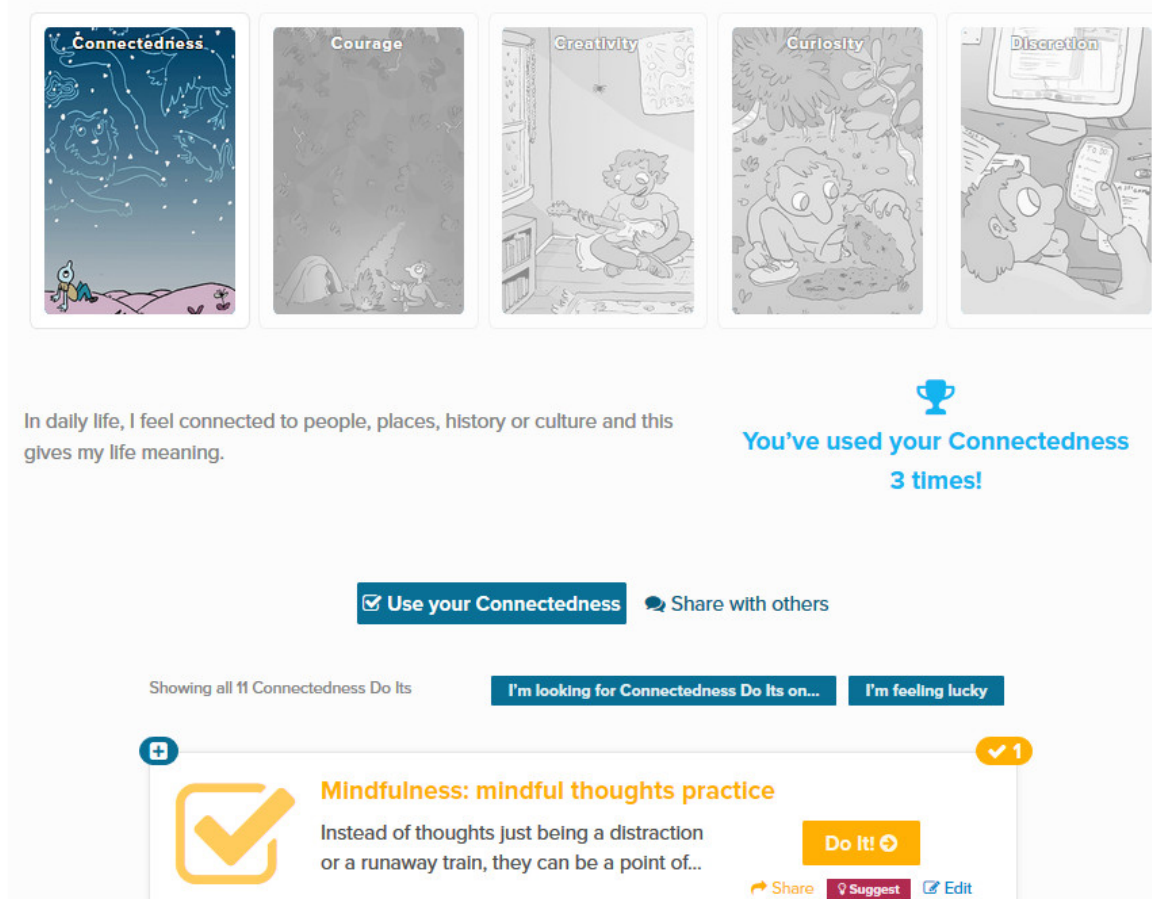 Connectedness
Courage
Creativity
Curiosity
Discretion
TO DO
In daily life, I feel connected to people, places, history or culture and this
gives my life meaning.
You've used your Connectedness
3 times!
Use your Connectedness
Share with others
Showing all 11 Connectedness Do Its
I'm looking for Connectedness Do Its on...
I'm feeling lucky
1
Mindfulness: mindful thoughts practice
Instead of thoughts just being a distraction
or a runaway train, they can be a point of...
Do It!
Share
Suggest
Edit